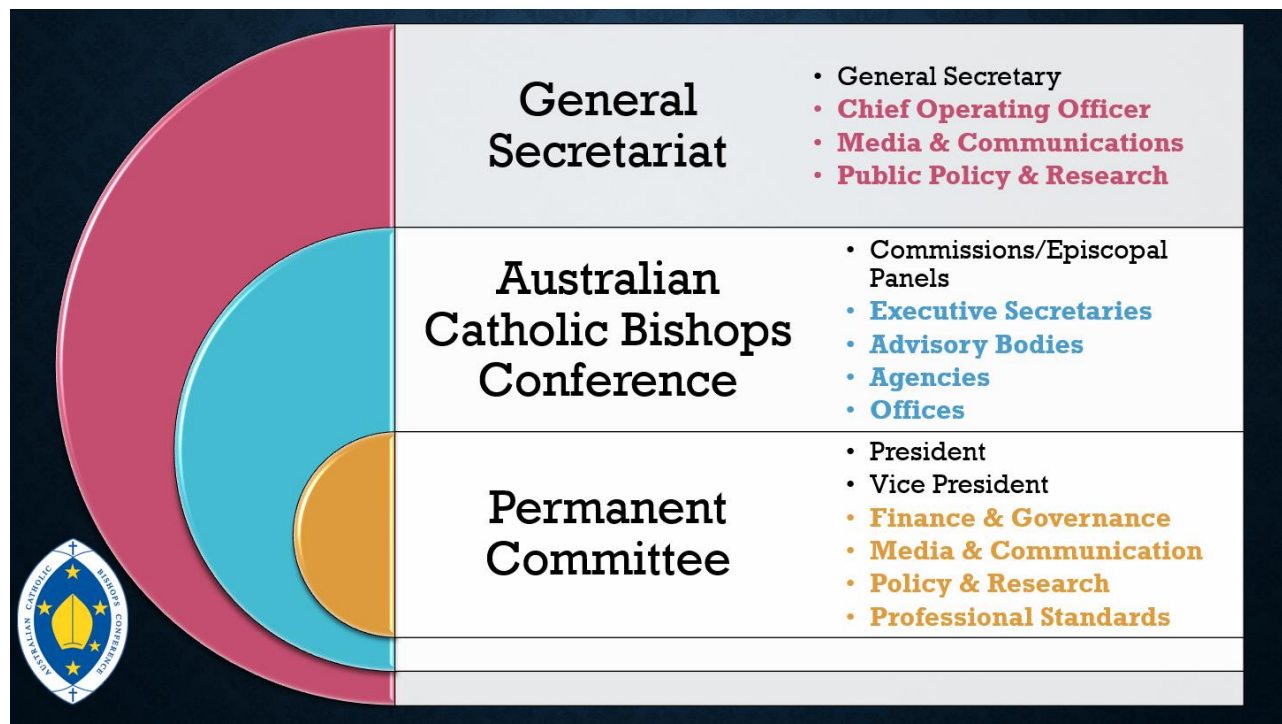 General
Secretariat
• General Secretary
• Chief Operating Officer
• Media & Communications
• Public Policy & Research
Australian
Catholic Bishops
Conference
• Commissions/Episcopal
Panels
• Executive Secretaries
• Advisory Bodies
• Agencies
• Offices
Permanent
Committee
• President
• Vice President
• Finance & Governance
• Media & Communication
• Policy & Research
• Professional Standards
AUSTRALIAN CATHOLIC BISHOPS CONFERENCE